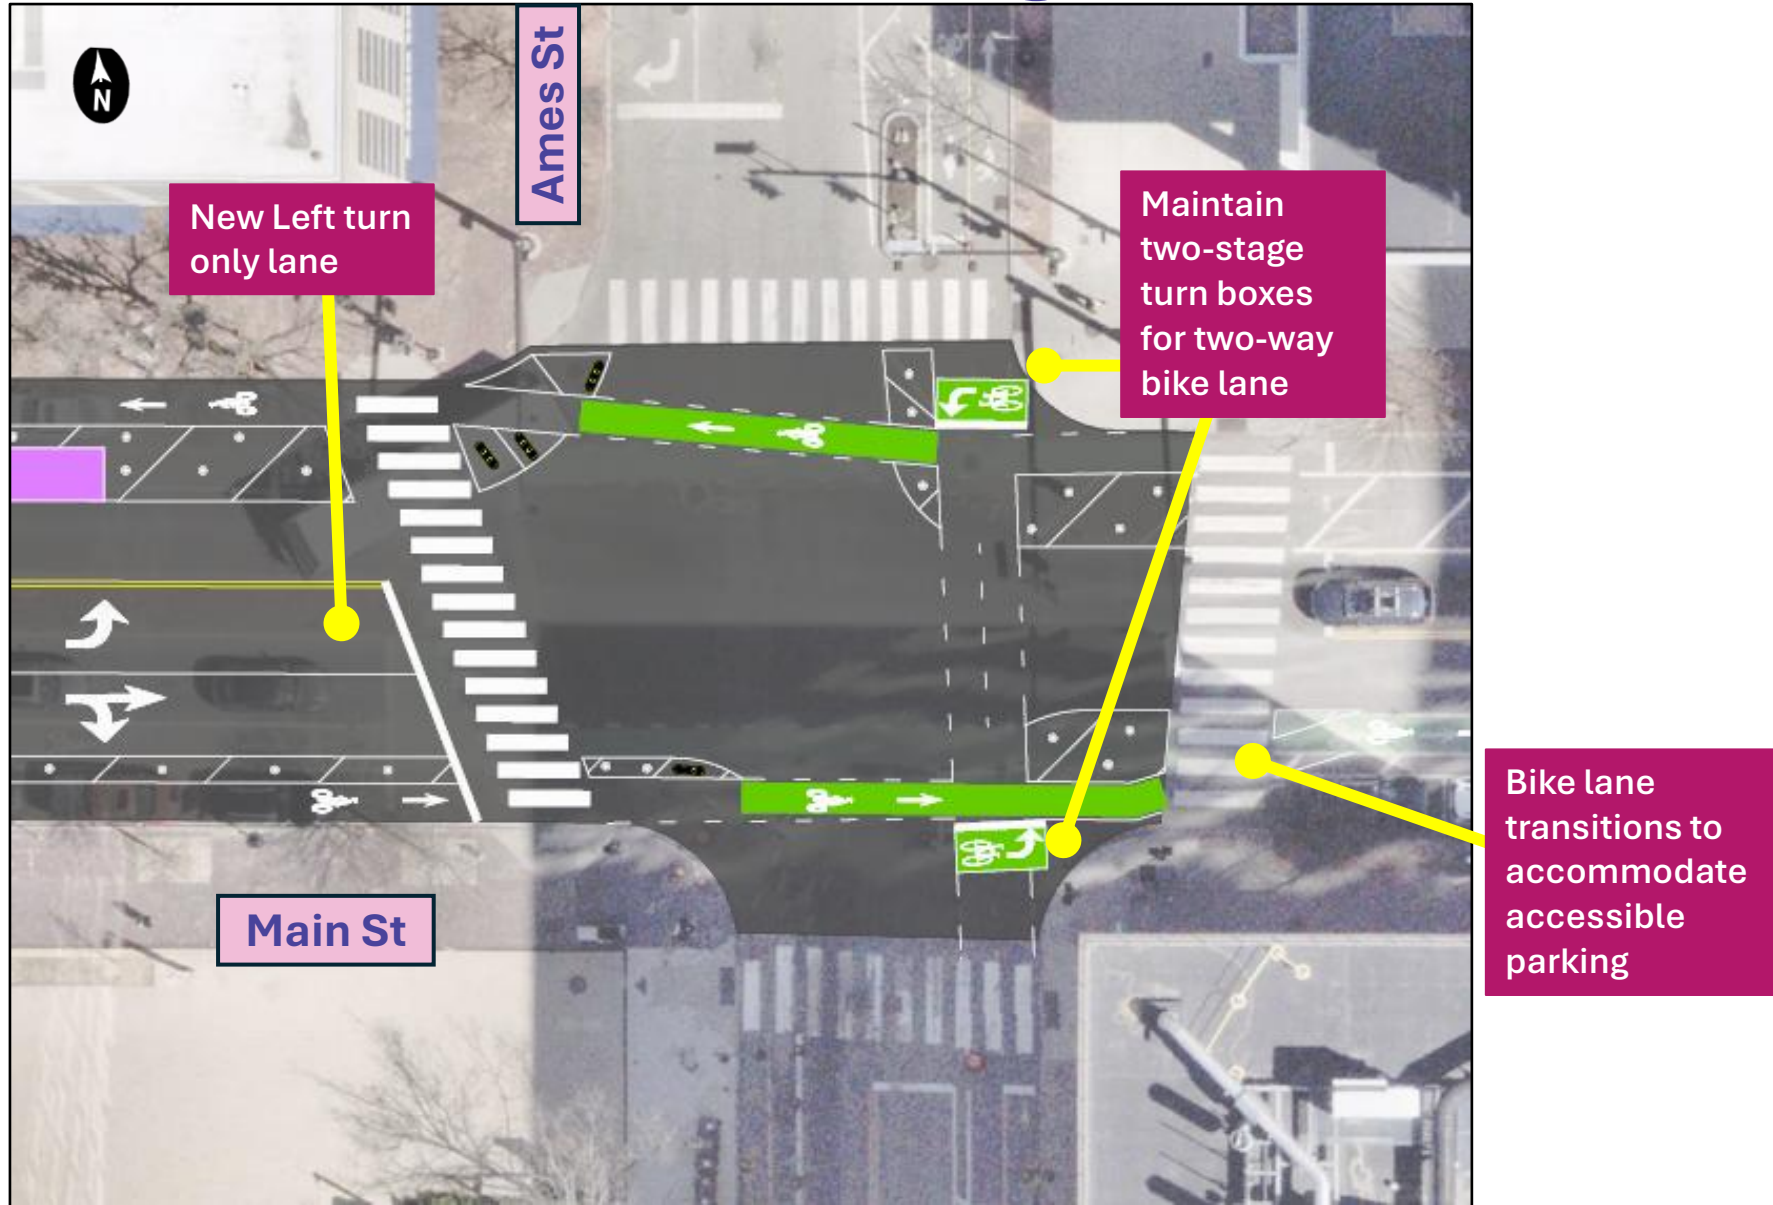 N
Ames St
New Left turn
only lane
Maintain
two-stage
turn boxes
for two-way
bike lane
Main St
Bike lane
transitions to
accommodate
accessible
parking